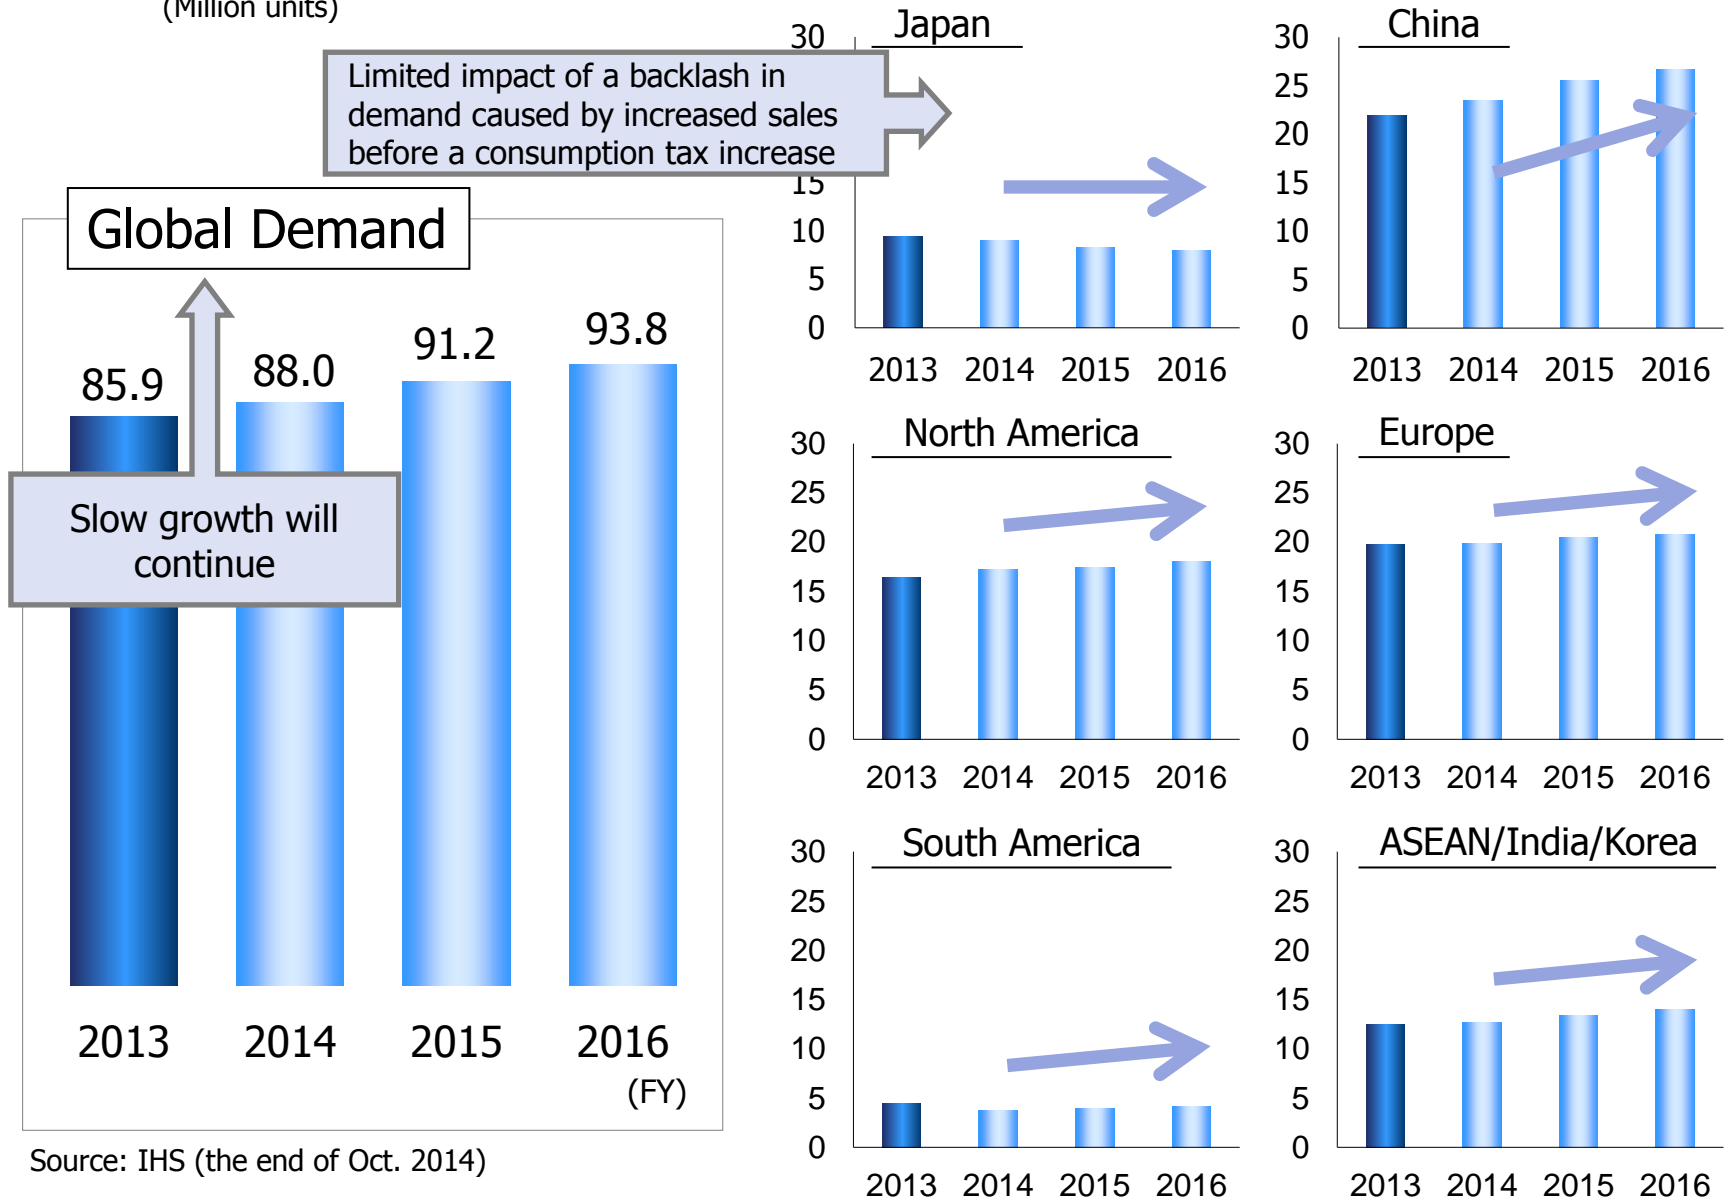 (Million units)
Limited impact of a backlash in
demand caused by increased sales
before a consumption tax increase
Global Demand
85.9
88.0
91.2
93.8
Slow growth will
continue
2013 2014 2015 2016
(FY)
Source: IHS (the end of Oct. 2014)
Japan
30
15
10
5
0
2013 2014 2015 2016
China
30
25
20
15
10
5
0
2013 2014 2015 2016
North America
30
25
20
15
10
5
0
2013 2014 2015 2016
Europe
30
25
20
15
10
5
0
2013 2014 2015 2016
South America
30
25
20
15
10
5
0
2013 2014 2015 2016
ASEAN/India/Korea
30
25
20
15
10
5
0
2013 2014 2015 2016